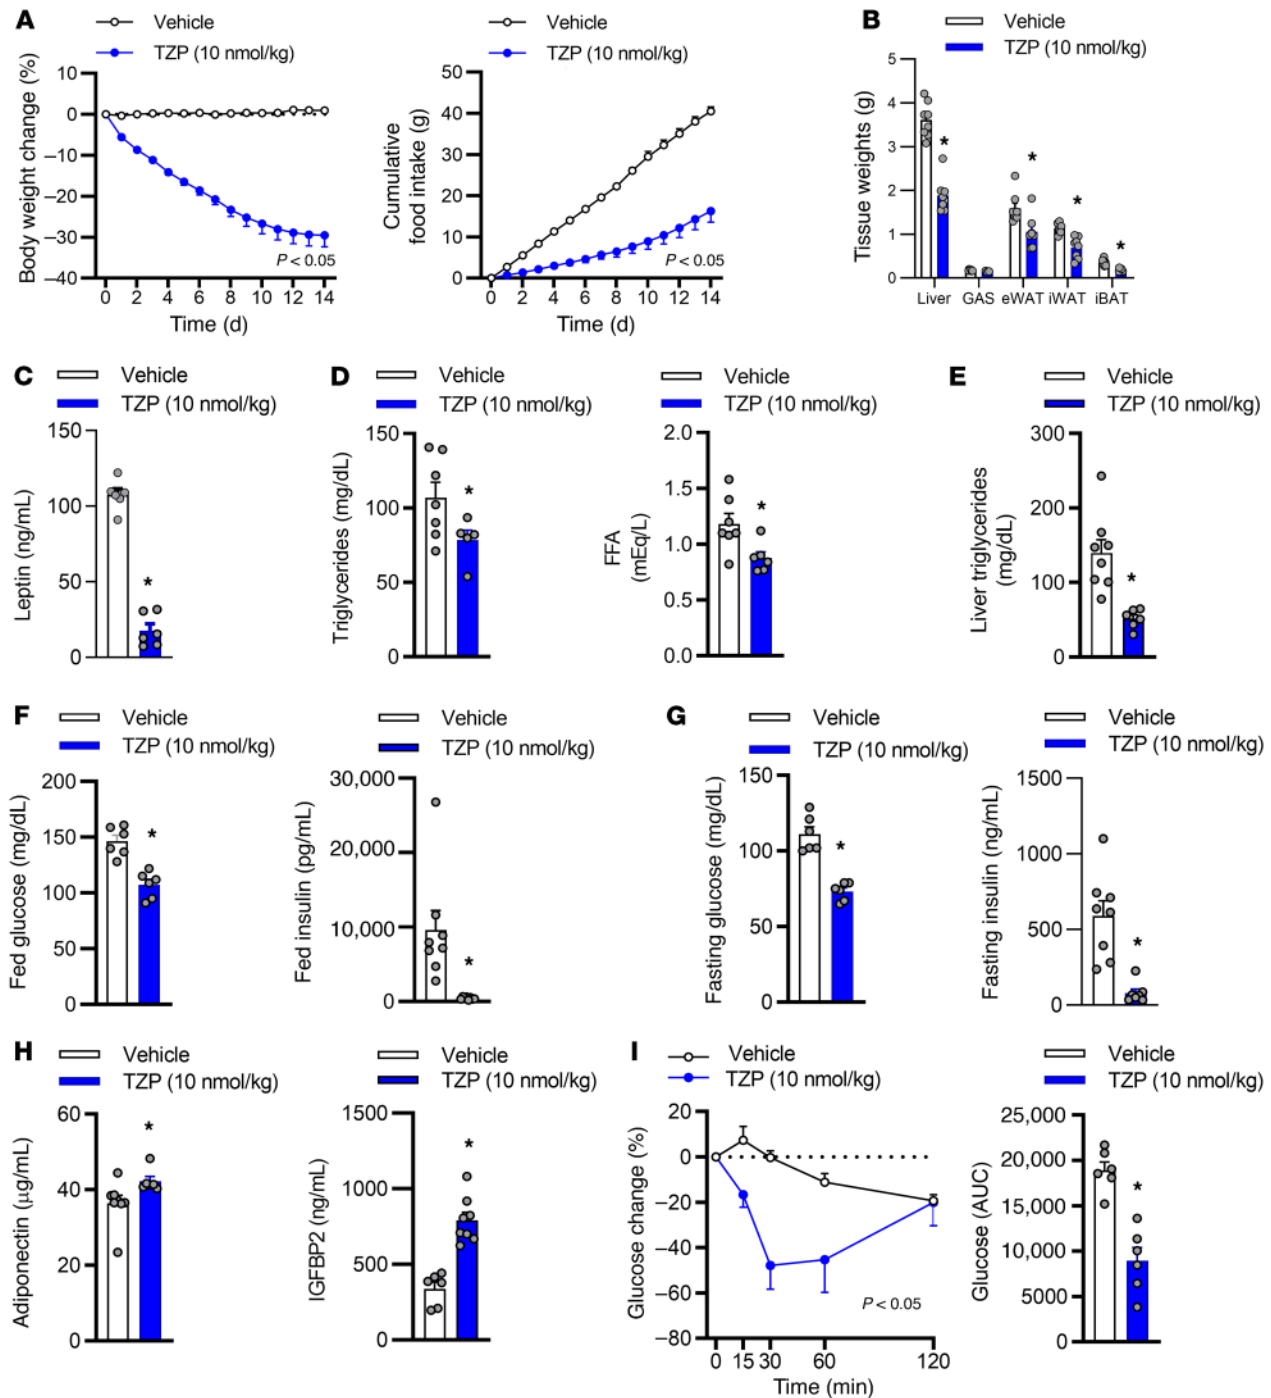 A
Vehicle
TZP (10 nmol/kg)
Body weight change (%)
10
0
–10
–20
–30
–40
P < 0.05
0 2 4 6 8 10 12 14
Time (d)
Vehicle
TZP (10 nmol/kg)
Cumulative
food intake (g)
50
40
30
20
10
0
P < 0.05
0 2 4 6 8 10 12 14
Time (d)
B
Vehicle
TZP (10 nmol/kg)
Tissue weights (g)
5
4
3
2
1
0
* * * *
Liver GAS eWAT iWAT iBAT
C
Vehicle
TZP (10 nmol/kg)
Leptin (ng/mL)
150
100
50
0
*
D
Vehicle
TZP (10 nmol/kg)
Triglycerides (mg/dL)
150
100
50
0
*
Vehicle
TZP (10 nmol/kg)
FFA
(mEq/L)
2.0
1.5
1.0
0.5
0.0
*
E
Vehicle
TZP (10 nmol/kg)
Liver triglycerides
(mg/dL)
300
200
100
0
*
F
Vehicle
TZP (10 nmol/kg)
Fed glucose (mg/dL)
200
150
100
50
0
*
Vehicle
TZP (10 nmol/kg)
Fed insulin (pg/mL)
30,000
20,000
10,000
0
*
G
Vehicle
TZP (10 nmol/kg)
Fasting glucose (mg/dL)
150
100
50
0
*
Vehicle
TZP (10 nmol/kg)
Fasting insulin (ng/mL)
1500
1000
500
0
*
H
Vehicle
TZP (10 nmol/kg)
Adiponectin (μg/mL)
60
40
20
0
*
Vehicle
TZP (10 nmol/kg)
IGFBP2 (ng/mL)
1500
1000
500
0
*
I
Vehicle
TZP (10 nmol/kg)
Glucose change (%)
20
0
–20
–40
–60
–80
P < 0.05
0 15 30 60 120
Time (min)
Vehicle
TZP (10 nmol/kg)
Glucose (AUC)
25,000
20,000
15,000
10,000
5000
0
*